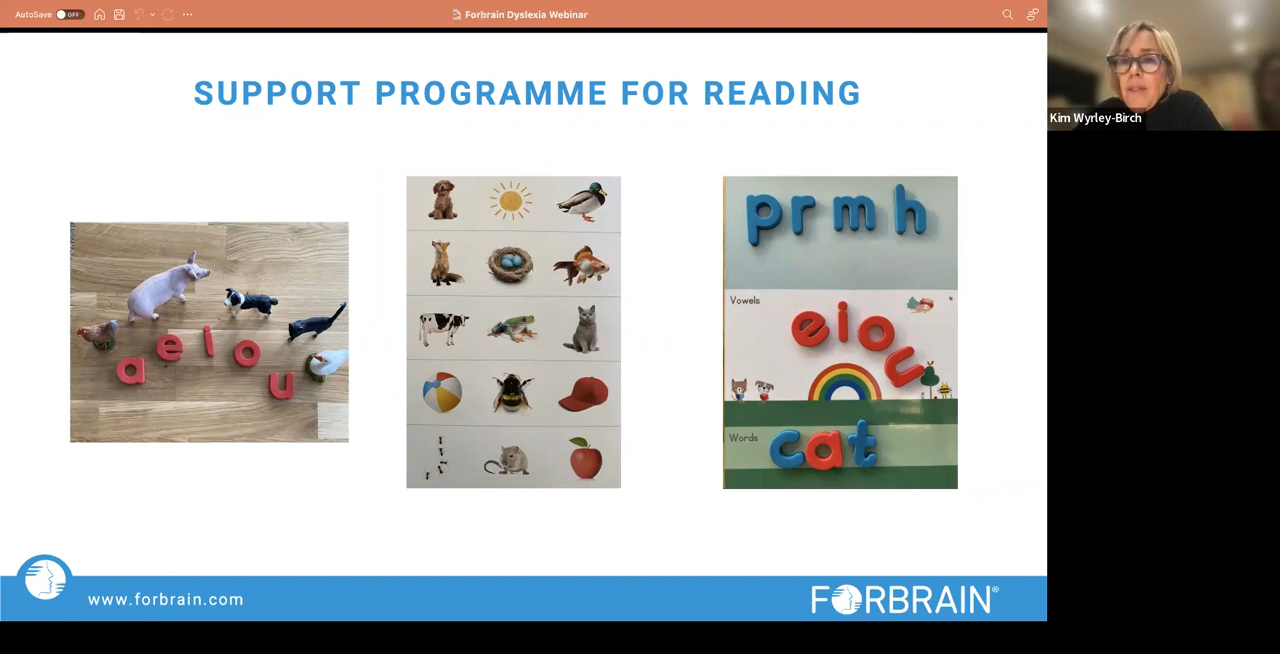 AutoSave OFF
Forbrain Dyslexia Webinar
Kim Wyrley-Birch
SUPPORT PROGRAMME FOR READING
a e i o u
p r m h
Vowels
e i o u
Words
cat
www.forbrain.com
FORBRAIN®